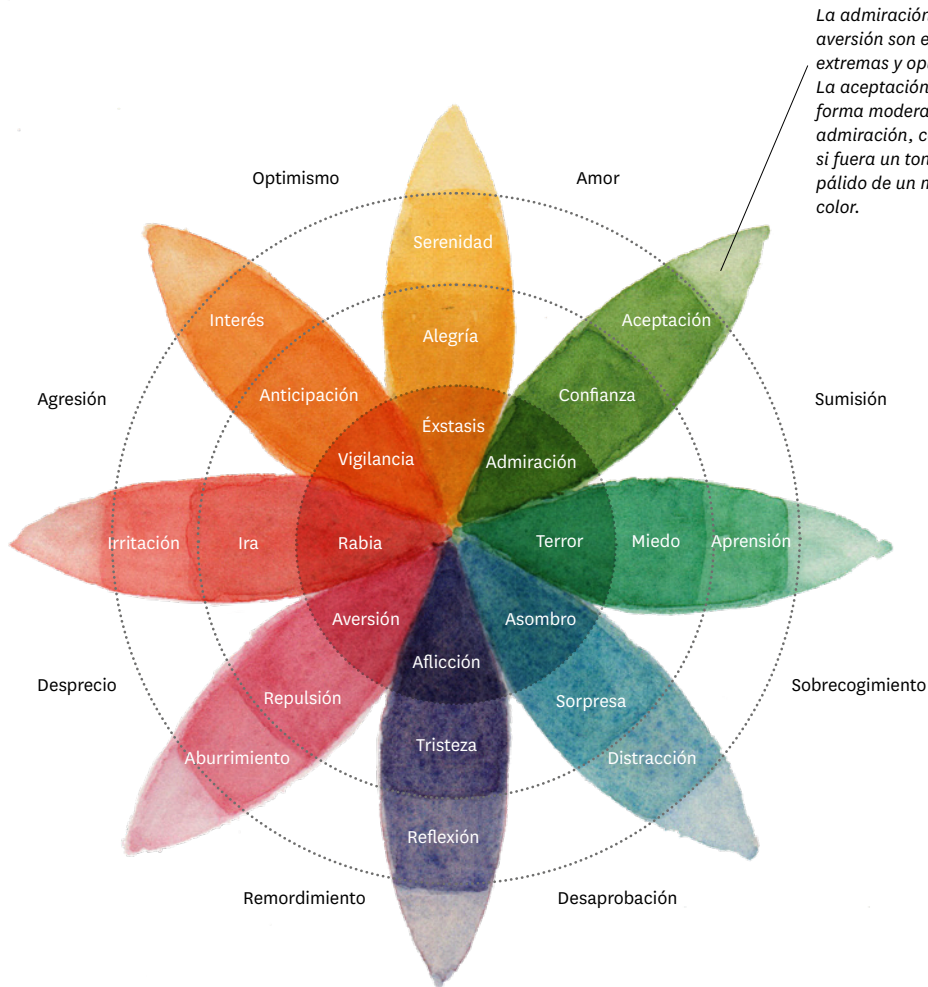 La admiración
aversión son e
extremas y op
La aceptación
forma modera
admiración, c
si fuera un ton
pálido de un m
color.
Optimismo
Amor
Serenidad
Interés
Aceptación
Alegría
Agresión
Anticipación
Confianza
Sumisión
Éxstasis
Vigilancia
Admiración
Irritación
Ira
Rabia
Terror
Miedo
Aprensión
Aversión
Asombro
Aflicción
Desprecio
Repulsión
Sorpresa
Sobrecogimiento
Tristeza
Aburrimiento
Distracción
Reflexión
Remordimiento
Desaprobación